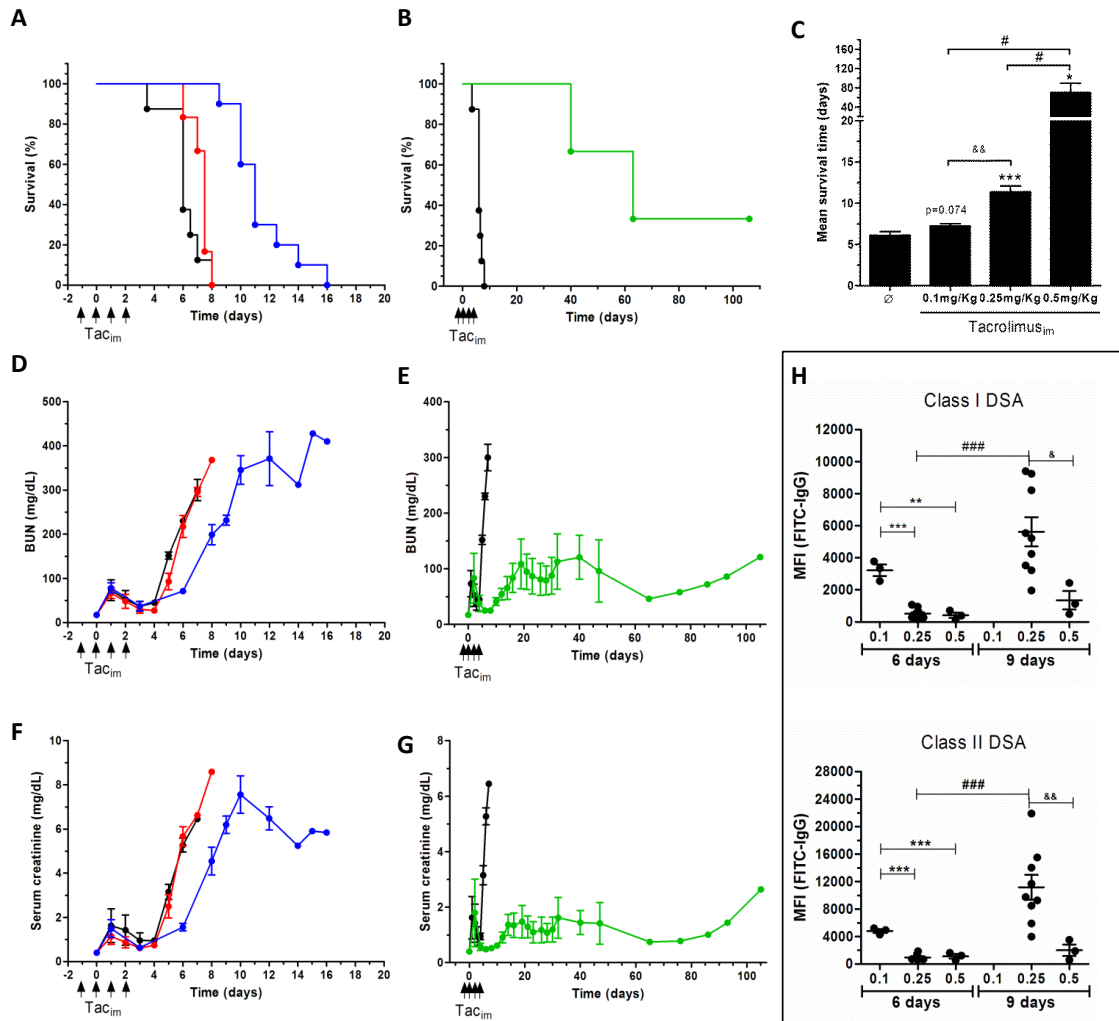 A
Survival (%)
120
100
80
60
40
20
0
-2 0 2 4 6 8 10 12 14 16 18 20
Time (days)
Tacim
B
Survival (%)
120
100
80
60
40
20
0
0 20 40 60 80 100
Time (days)
Tacim
C
Mean survival time (days)
160
120
80
40
20
15
10
5
0
#
#
*
&&
***
p=0.074
Ø 0.1mg/Kg 0.25mg/Kg 0.5mg/Kg
Tacrolimusim
D
BUN (mg/dL)
500
400
300
200
100
0
-2 0 2 4 6 8 10 12 14 16 18 20
Time (days)
Tacim
E
BUN (mg/dL)
400
300
200
100
0
0 20 40 60 80 100
Time (days)
Tacim
F
Serum creatinine (mg/dL)
10
8
6
4
2
0
-2 0 2 4 6 8 10 12 14 16 18 20
Time (days)
Tacim
G
Serum creatinine (mg/dL)
8
6
4
2
0
0 20 40 60 80 100
Time (days)
Tacim
H
Class I DSA
MFI (FITC-IgG)
12000
10000
8000
6000
4000
2000
0
###
&
**
***
0.1 0.25 0.5 0.1 0.25 0.5
6 days 9 days
Class II DSA
MFI (FITC-IgG)
28000
24000
20000
16000
12000
8000
4000
0
###
&&
***
***
0.1 0.25 0.5 0.1 0.25 0.5
6 days 9 days